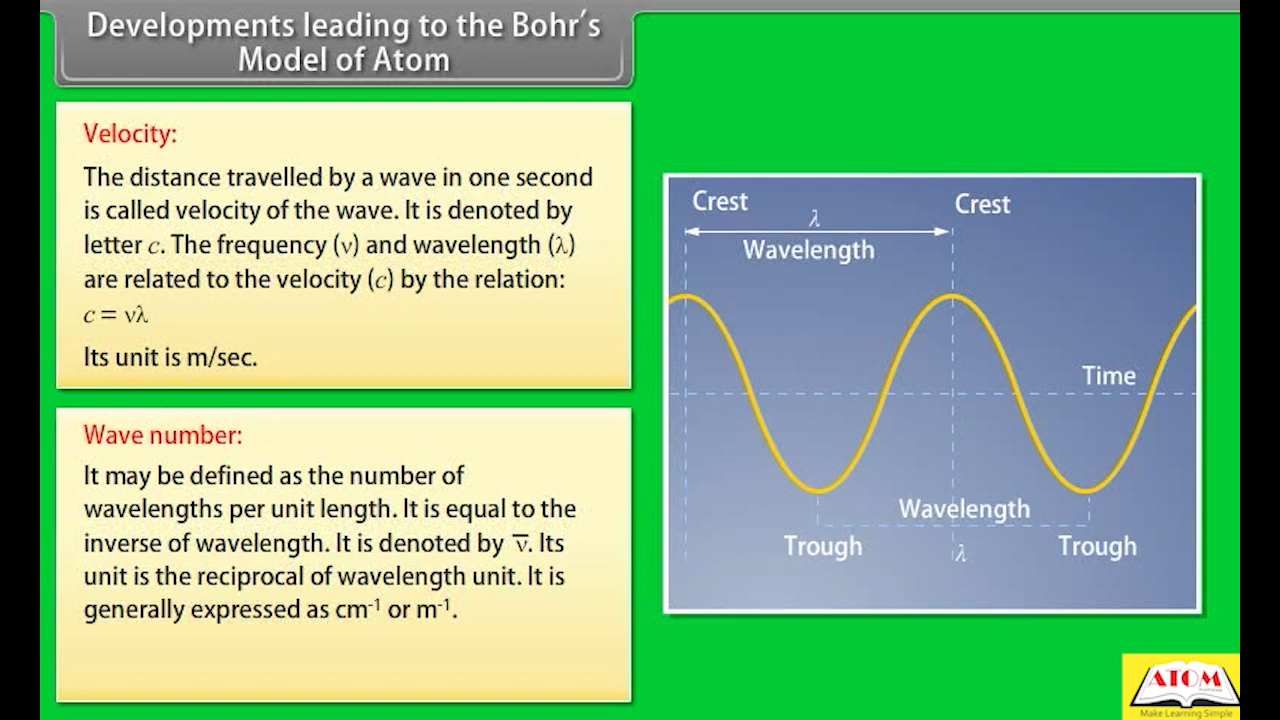 Developments leading to the Bohr´s
Model of Atom
Velocity:
The distance travelled by a wave in one second
is called velocity of the wave. It is denoted by
letter c. The frequency (ν) and wavelength (λ)
are related to the velocity (c) by the relation:
c = νλ
Its unit is m/sec.
Wave number:
It may be defined as the number of
wavelengths per unit length. It is equal to the
inverse of wavelength. It is denoted by ν̅. Its
unit is the reciprocal of wavelength unit. It is
generally expressed as cm⁻¹ or m⁻¹.
Crest
λ
Crest
Wavelength
Time
Wavelength
Trough
λ
Trough
ATOM
Make Learning Simple